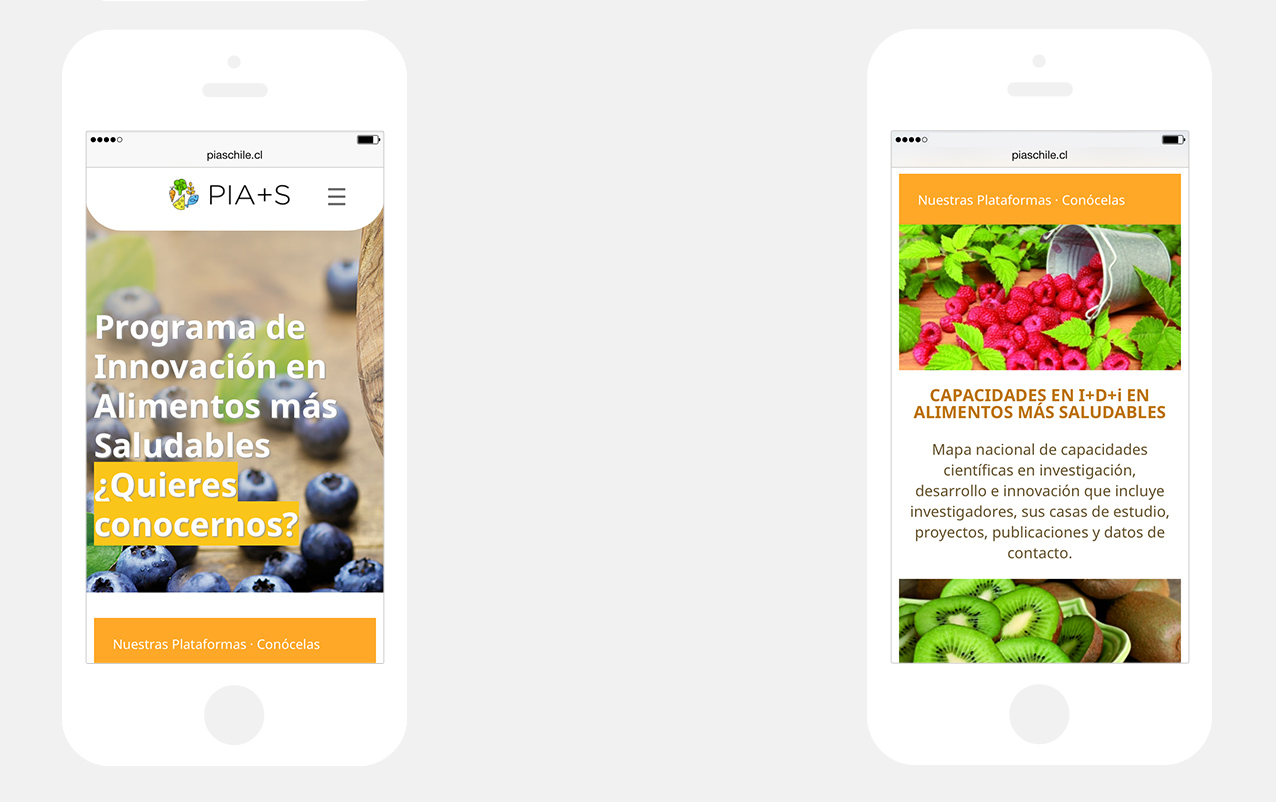 piaschile.cl
PIA+S
Programa de
Innovación en
Alimentos más
Saludables
¿Quieres
conocernos?
Nuestras Plataformas · Conócelas
piaschile.cl
Nuestras Plataformas · Conócelas
CAPACIDADES EN I+D+i EN
ALIMENTOS MÁS SALUDABLES
Mapa nacional de capacidades
científicas en investigación,
desarrollo e innovación que incluye
investigadores, sus casas de estudio,
proyectos, publicaciones y datos de
contacto.